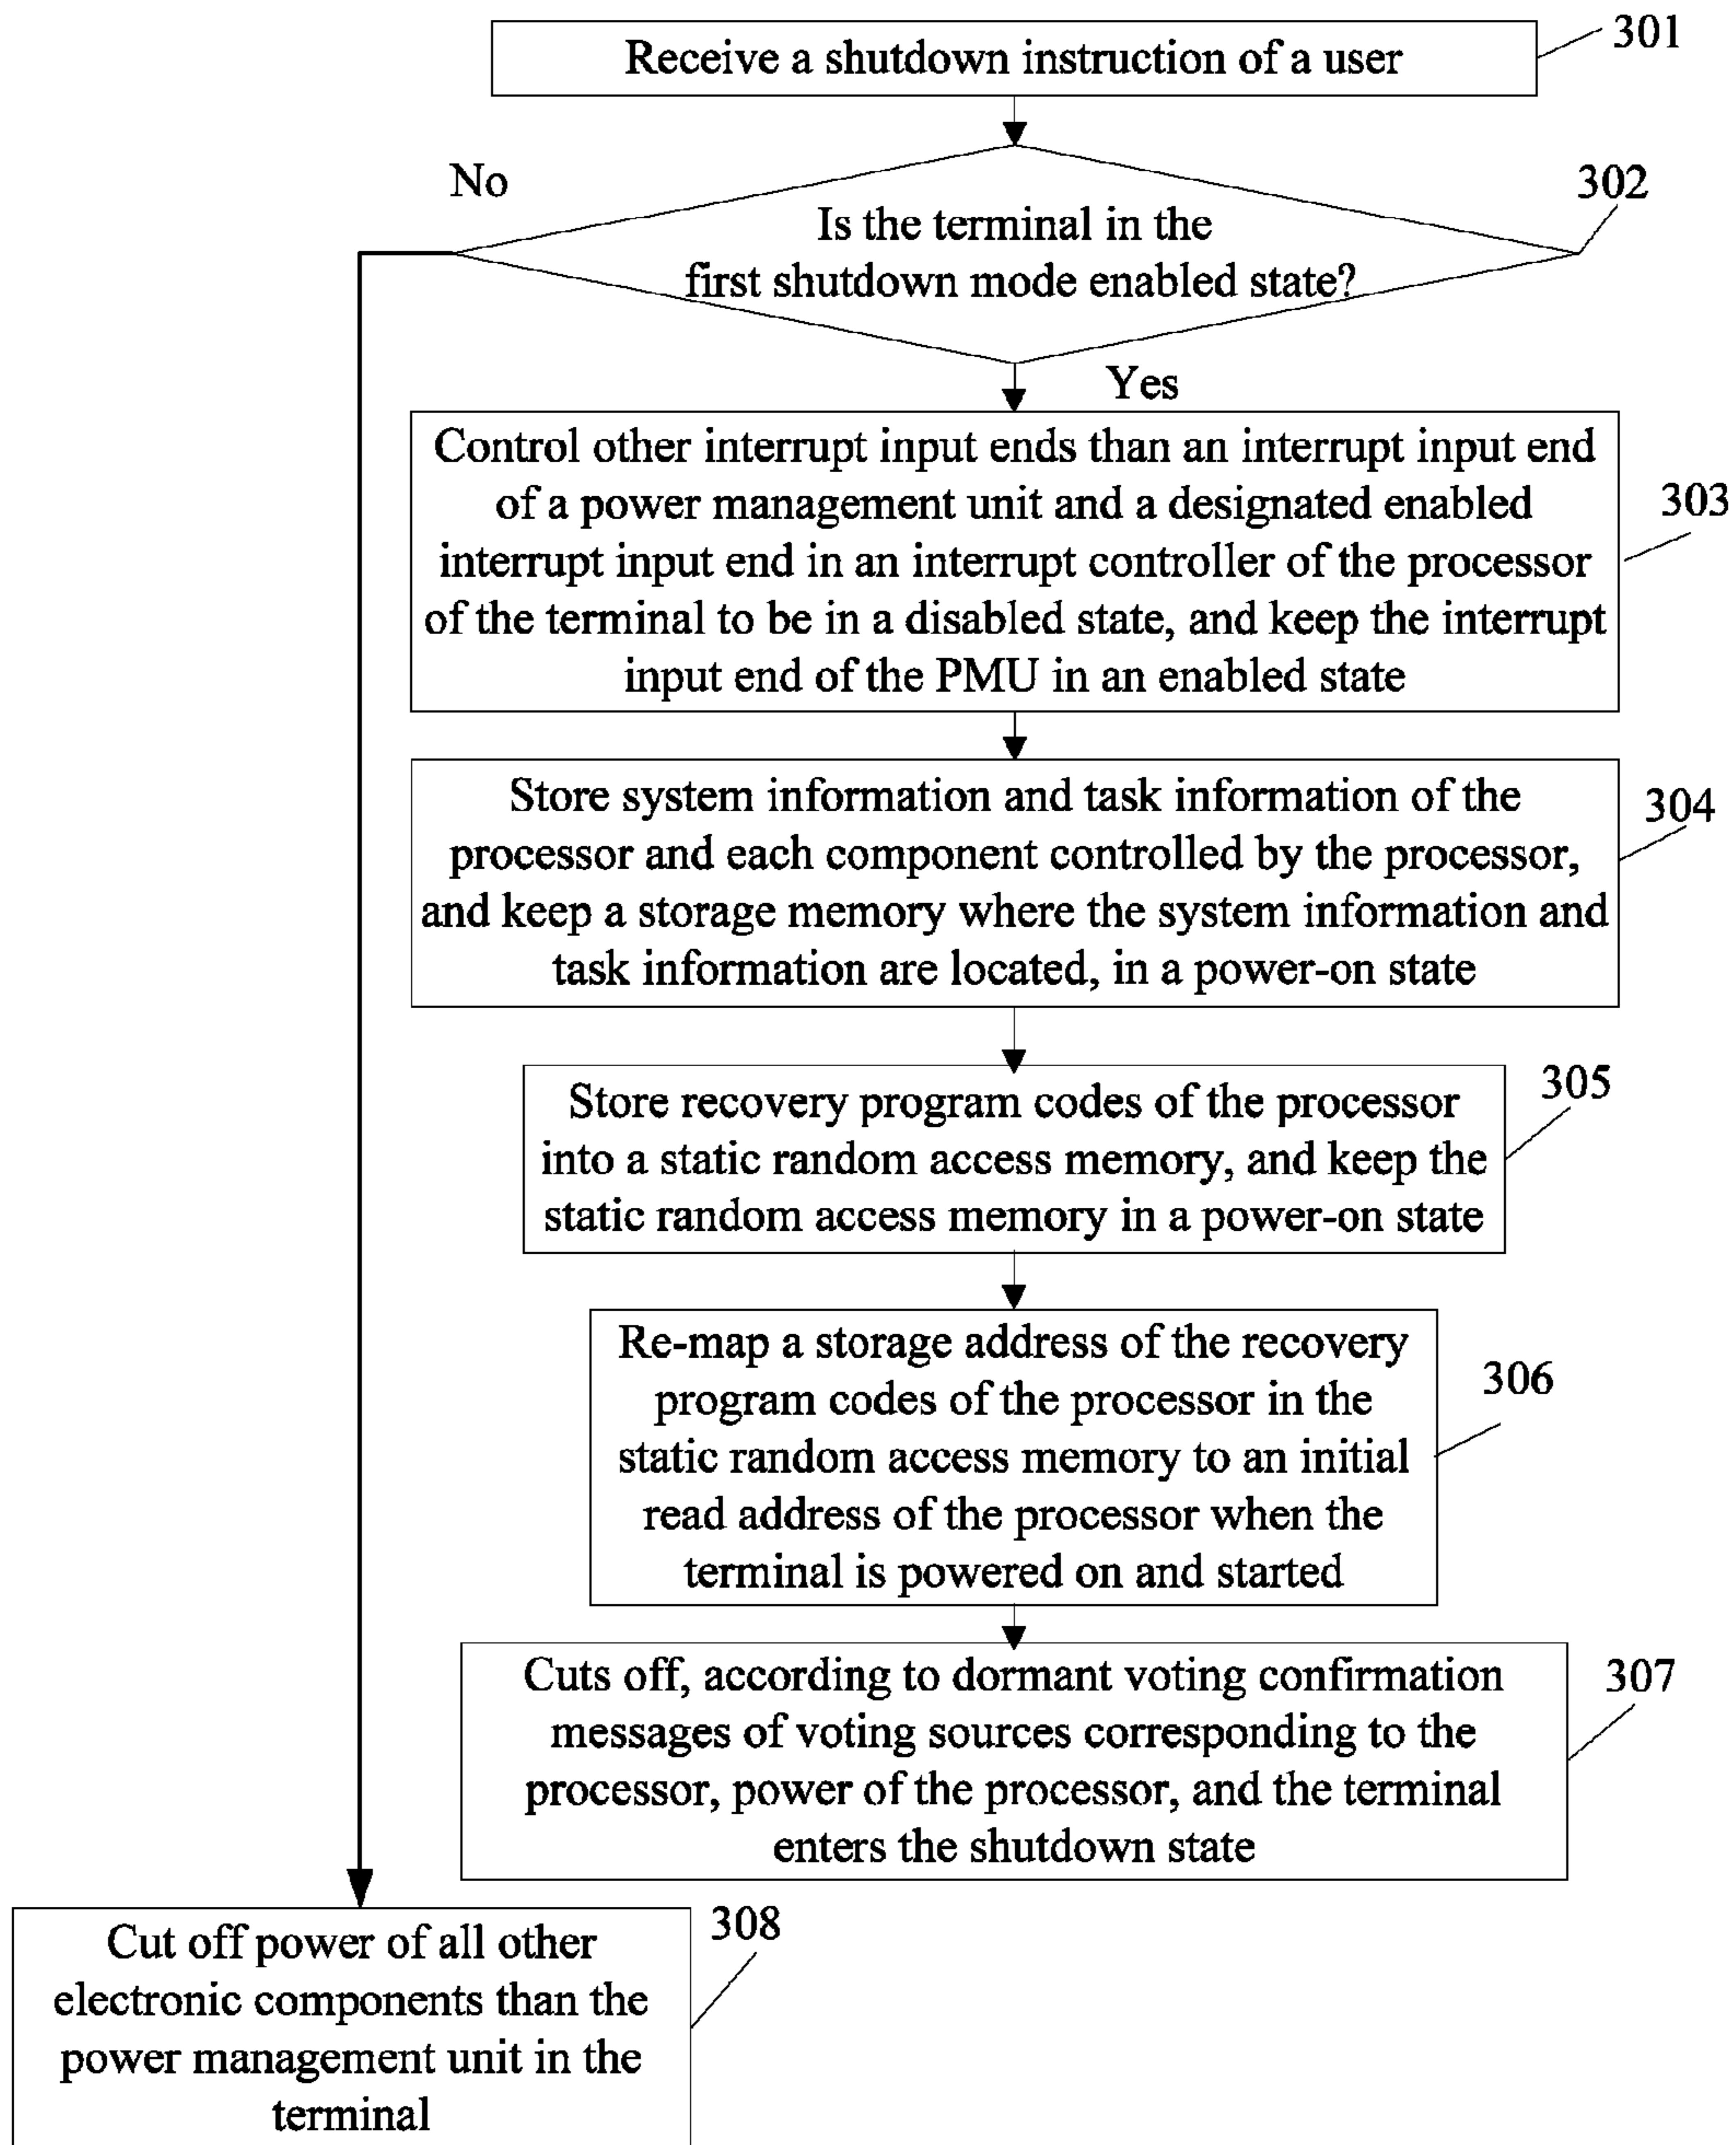 Receive a shutdown instruction of a user
301
No
302
Is the terminal in the
first shutdown mode enabled state?
Yes
Control other interrupt input ends than an interrupt input end
of a power management unit and a designated enabled
interrupt input end in an interrupt controller of the processor
of the terminal to be in a disabled state, and keep the interrupt
input end of the PMU in an enabled state
303
Store system information and task information of the
processor and each component controlled by the processor,
and keep a storage memory where the system information and
task information are located, in a power-on state
304
Store recovery program codes of the processor
into a static random access memory, and keep the
static random access memory in a power-on state
305
Re-map a storage address of the recovery
program codes of the processor in the
static random access memory to an initial
read address of the processor when the
terminal is powered on and started
306
Cuts off, according to dormant voting confirmation
messages of voting sources corresponding to the
processor, power of the processor, and the terminal
enters the shutdown state
307
Cut off power of all other
electronic components than the
power management unit in the
terminal
308